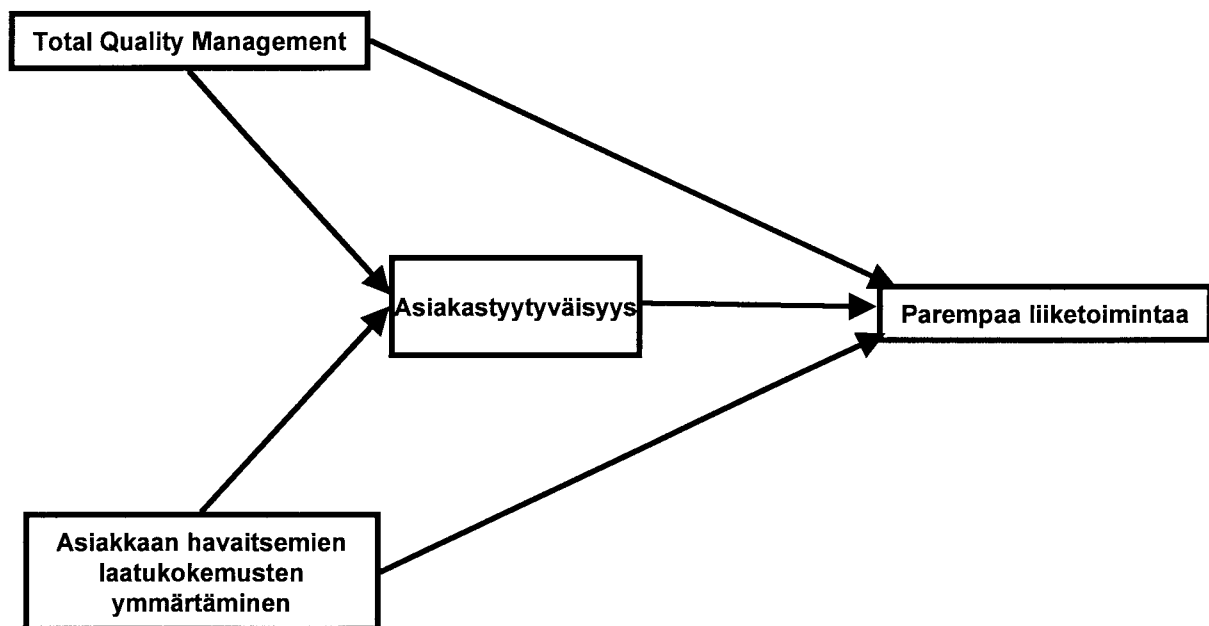 Total Quality Management
Asiakastyytyväisyys
Parempaa liiketoimintaa
Asiakkaan havaitsemien
laatukokemusten
ymmärtäminen